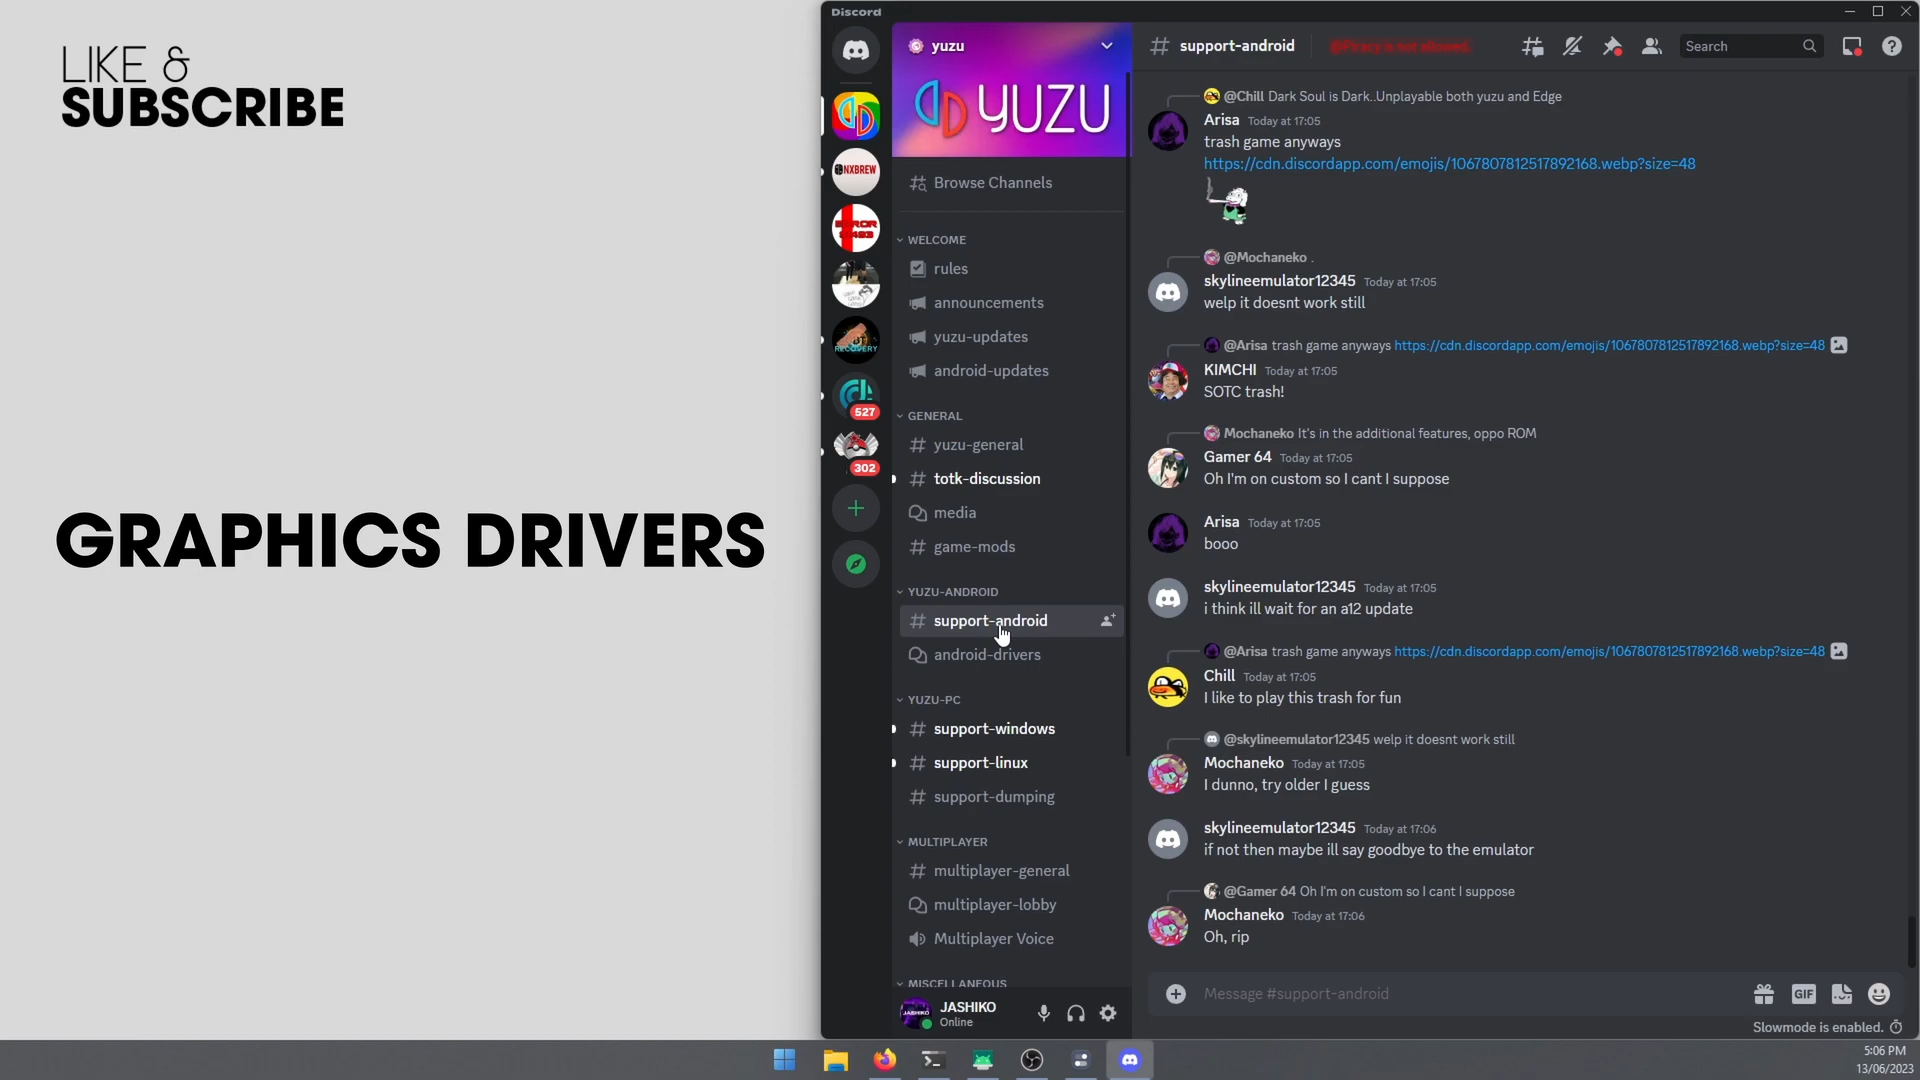 LIKE &
SUBSCRIBE
GRAPHICS DRIVERS
Discord
NXBREW
RECOVERY
527
302
yuzu
YUZU
Browse Channels
WELCOME
rules
announcements
yuzu-updates
android-updates
GENERAL
yuzu-general
totk-discussion
media
game-mods
YUZU-ANDROID
support-android
android-drivers
YUZU-PC
support-windows
support-linux
support-dumping
MULTIPLAYER
multiplayer-general
multiplayer-lobby
Multiplayer Voice
MISCELLANEOUS
JASHIKO
Online
support-android
@Piracy is not allowed
Search
@Chill Dark Soul is Dark..Unplayable both yuzu and Edge
Arisa Today at 17:05
trash game anyways
https://cdn.discordapp.com/emojis/1067807812517892168.webp?size=48
@Mochaneko .
skylineemulator12345 Today at 17:05
welp it doesnt work still
@Arisa trash game anyways https://cdn.discordapp.com/emojis/1067807812517892168.webp?size=48
KIMCHI Today at 17:05
SOTC trash!
Mochaneko It's in the additional features, oppo ROM
Gamer 64 Today at 17:05
Oh I'm on custom so I cant I suppose
Arisa Today at 17:05
booo
skylineemulator12345 Today at 17:05
i think ill wait for an a12 update
@Arisa trash game anyways https://cdn.discordapp.com/emojis/1067807812517892168.webp?size=48
Chill Today at 17:05
I like to play this trash for fun
@skylineemulator12345 welp it doesnt work still
Mochaneko Today at 17:05
I dunno, try older I guess
skylineemulator12345 Today at 17:06
if not then maybe ill say goodbye to the emulator
@Gamer 64 Oh I'm on custom so I cant I suppose
Mochaneko Today at 17:06
Oh, rip
Message #support-android
GIF
Slowmode is enabled.
5:06 PM
13/06/2023